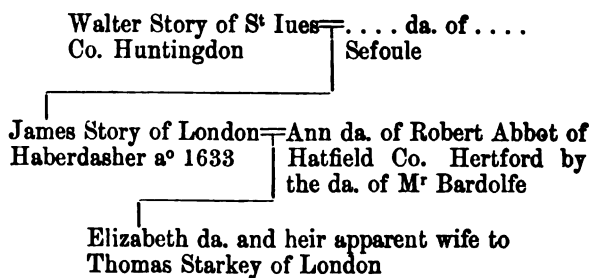 Walter Story of Sᵗ Iues=. . . . da. of . . . .
Co. Huntingdon Sefoule
James Story of London=Ann da. of Robert Abbot of
Haberdasher aº 1633 Hatfield Co. Hertford by
the da. of Mʳ Bardolfe
Elizabeth da. and heir apparent wife to
Thomas Starkey of London